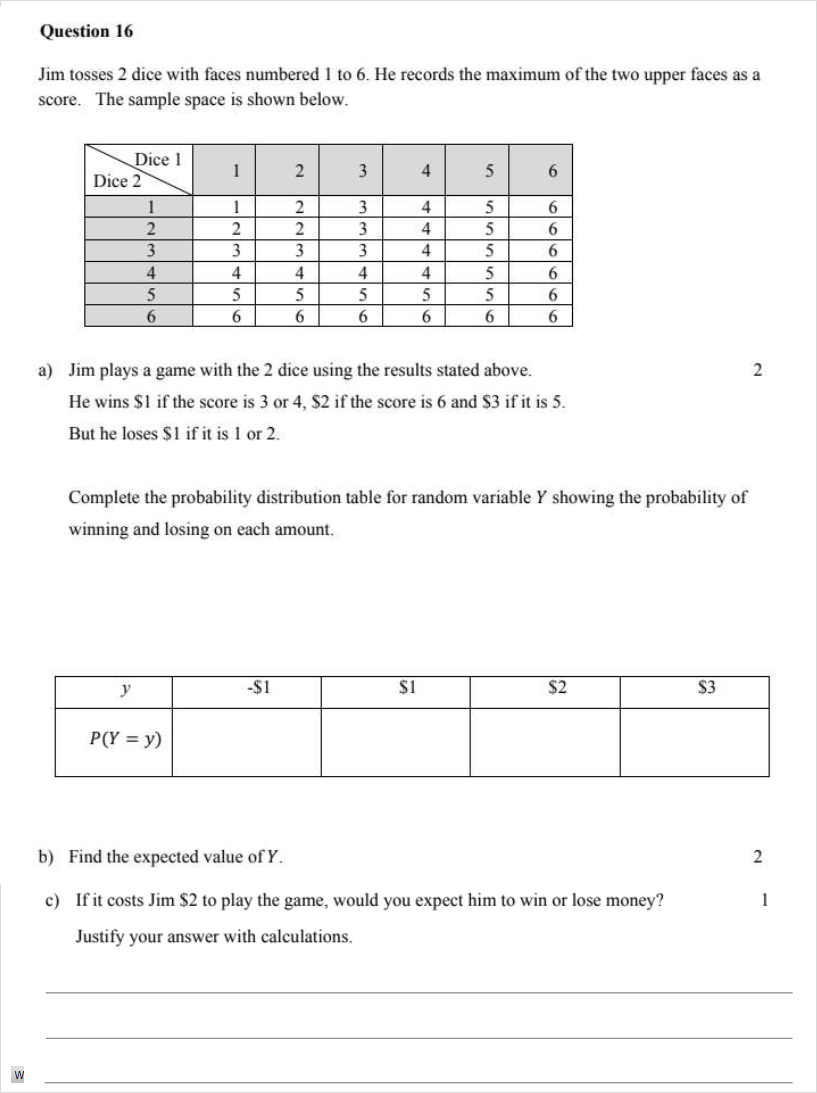 Question 16
Jim tosses 2 dice with faces numbered 1 to 6. He records the maximum of the two upper faces as a
score. The sample space is shown below.
Dice 1
Dice 2
1 2 3 4 5 6
1 1 2 3 4 5 6
2 2 2 3 4 5 6
3 3 3 3 4 5 6
4 4 4 4 4 5 6
5 5 5 5 5 5 6
6 6 6 6 6 6 6
a) Jim plays a game with the 2 dice using the results stated above. 2
He wins $1 if the score is 3 or 4, $2 if the score is 6 and $3 if it is 5.
But he loses $1 if it is 1 or 2.
Complete the probability distribution table for random variable Y showing the probability of
winning and losing on each amount.
y -$1 $1 $2 $3
P(Y = y)
b) Find the expected value of Y. 2
c) If it costs Jim $2 to play the game, would you expect him to win or lose money? 1
Justify your answer with calculations.
W